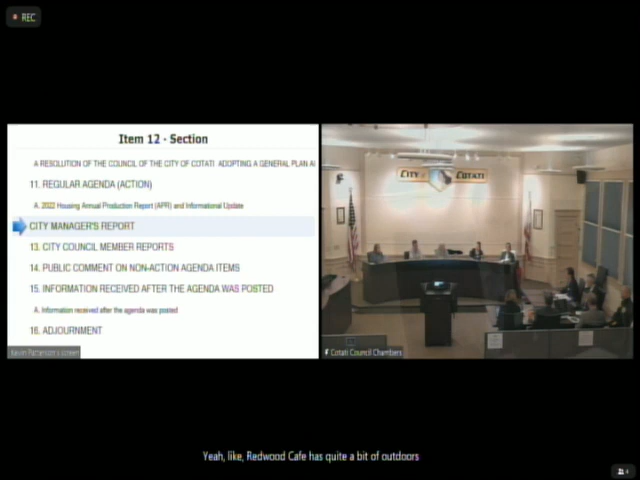 REC
Item 12 - Section
A RESOLUTION OF THE COUNCIL OF THE CITY OF COTATI ADOPTING A GENERAL PLAN A
11. REGULAR AGENDA (ACTION)
A. 2022 Housing Annual Production Report (APR) and Informational Update
CITY MANAGER'S REPORT
13. CITY COUNCIL MEMBER REPORTS
14. PUBLIC COMMENT ON NON-ACTION AGENDA ITEMS
15. INFORMATION RECEIVED AFTER THE AGENDA WAS POSTED
A. Information received after the agenda was posted
16. ADJOURNMENT
Kevin Patterson's screen
CITY OF COTATI
Cotati Council Chambers
Yeah, like, Redwood Cafe has quite a bit of outdoors